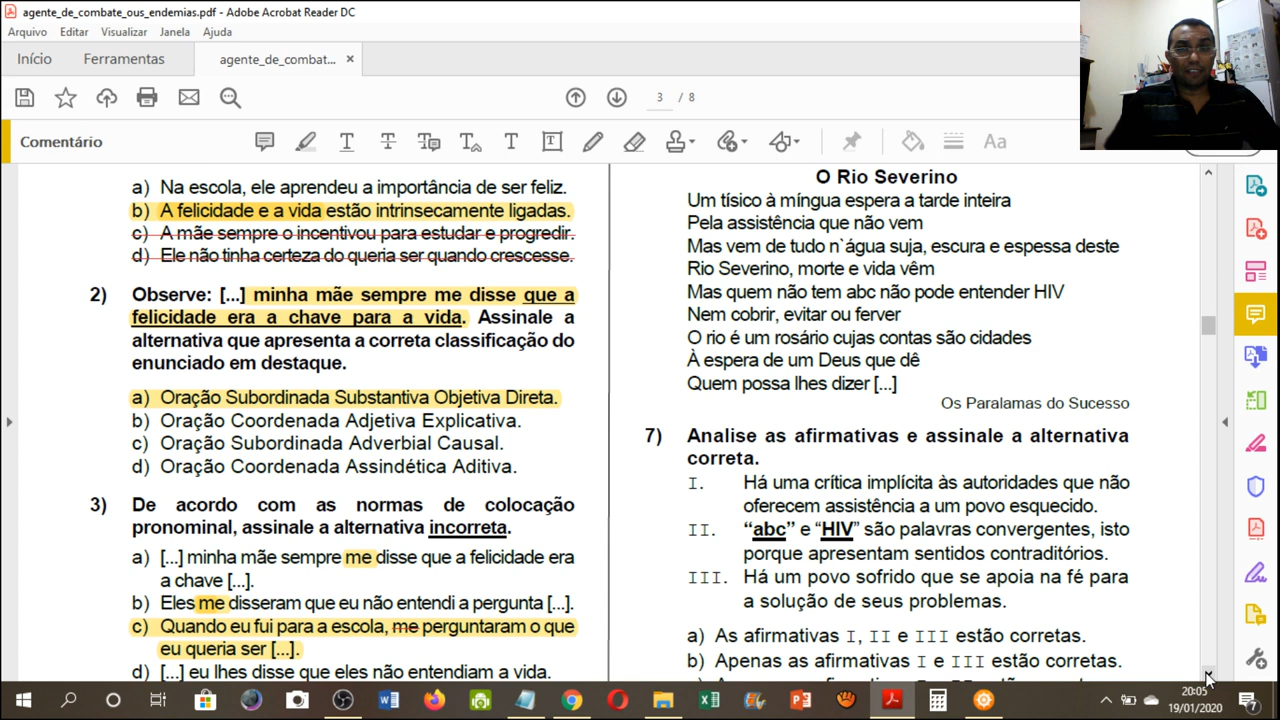 agente_de_combate_ous_endemias.pdf - Adobe Acrobat Reader DC
Arquivo Editar Visualizar Janela Ajuda
Início Ferramentas agente_de_combat... ×
3 / 8
Comentário
a) Na escola, ele aprendeu a importância de ser feliz.
b) A felicidade e a vida estão intrinsecamente ligadas.
c) A mãe sempre o incentivou para estudar e progredir.
d) Ele não tinha certeza do queria ser quando crescesse.
2) Observe: [...] minha mãe sempre me disse que a
felicidade era a chave para a vida. Assinale a
alternativa que apresenta a correta classificação do
enunciado em destaque.
a) Oração Subordinada Substantiva Objetiva Direta.
b) Oração Coordenada Adjetiva Explicativa.
c) Oração Subordinada Adverbial Causal.
d) Oração Coordenada Assindética Aditiva.
3) De acordo com as normas de colocação
pronominal, assinale a alternativa incorreta.
a) [...] minha mãe sempre me disse que a felicidade era
a chave [...].
b) Eles me disseram que eu não entendi a pergunta [...].
c) Quando eu fui para a escola, me perguntaram o que
eu queria ser [...].
d) [...] eu lhes disse que eles não entendiam a vida.
O Rio Severino
Um tísico à míngua espera a tarde inteira
Pela assistência que não vem
Mas vem de tudo n`água suja, escura e espessa deste
Rio Severino, morte e vida vêm
Mas quem não tem abc não pode entender HIV
Nem cobrir, evitar ou ferver
O rio é um rosário cujas contas são cidades
À espera de um Deus que dê
Quem possa lhes dizer [...]
Os Paralamas do Sucesso
7) Analise as afirmativas e assinale a alternativa
correta.
I. Há uma crítica implícita às autoridades que não
oferecem assistência a um povo esquecido.
II. “abc” e “HIV” são palavras convergentes, isto
porque apresentam sentidos contraditórios.
III. Há um povo sofrido que se apoia na fé para
a solução de seus problemas.
a) As afirmativas I, II e III estão corretas.
b) Apenas as afirmativas I e III estão corretas.
20:05
19/01/2020